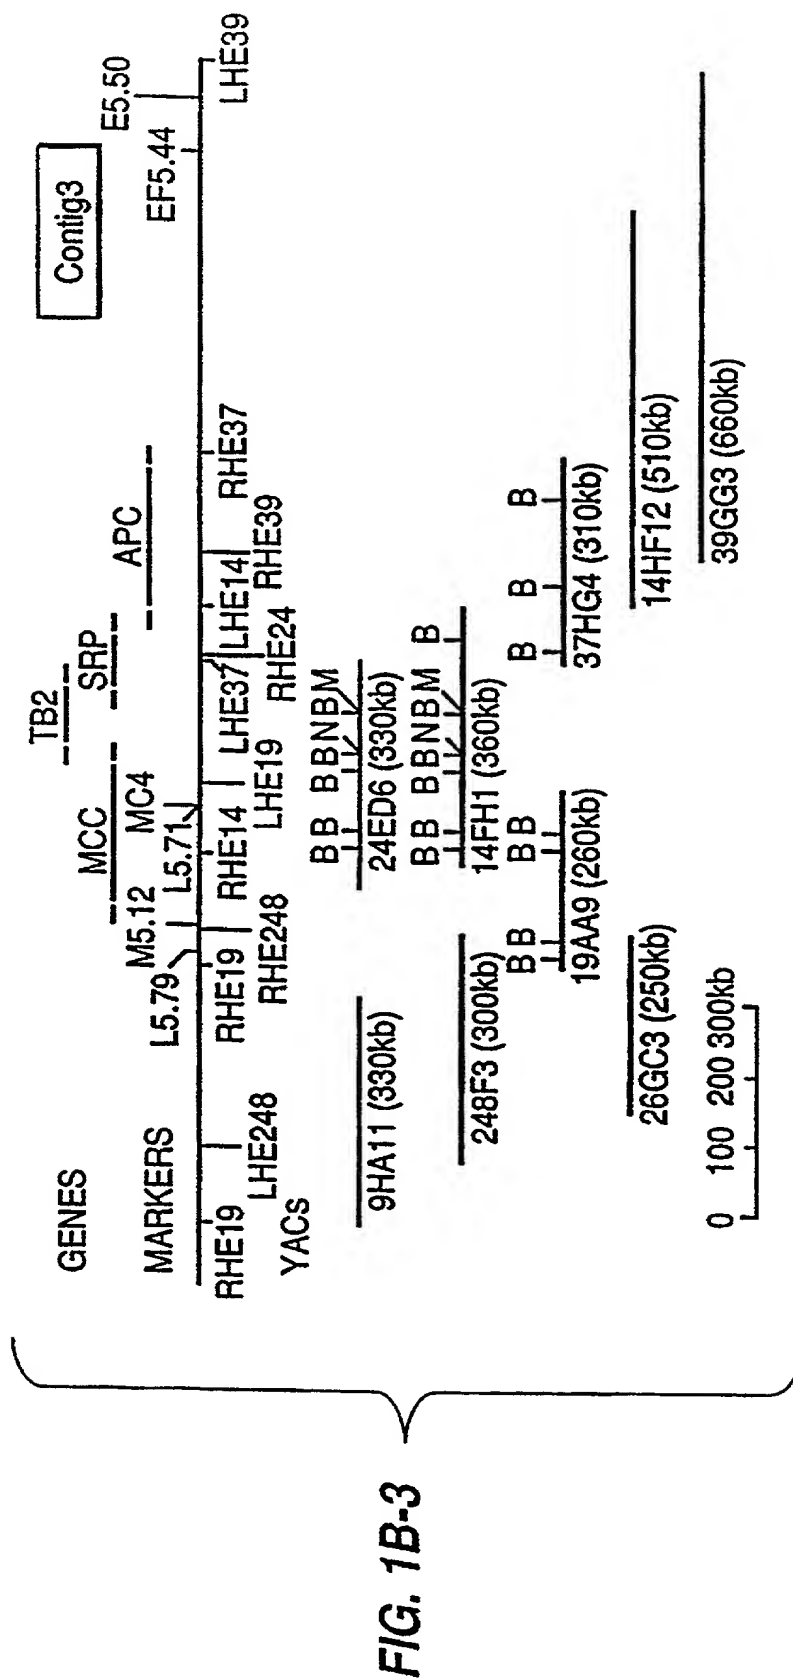 FIG. 1B-3
GENES
TB2
Contig3
MCC
SRP
APC
MARKERS
M5.12
MC4
E5.50
L5.79
L5.71
EF5.44
RHE19
RHE19
RHE14
LHE37
LHE14
RHE37
LHE39
LHE248
RHE248
LHE19
RHE24
RHE39
YACs
B B B B N B M
9HA11 (330kb)
24ED6 (330kb)
B B B B N B M B
248F3 (300kb)
14FH1 (360kb)
B B B B B B B
19AA9 (260kb)
37HG4 (310kb)
26GC3 (250kb)
14HF12 (510kb)
39GG3 (660kb)
0 100 200 300kb